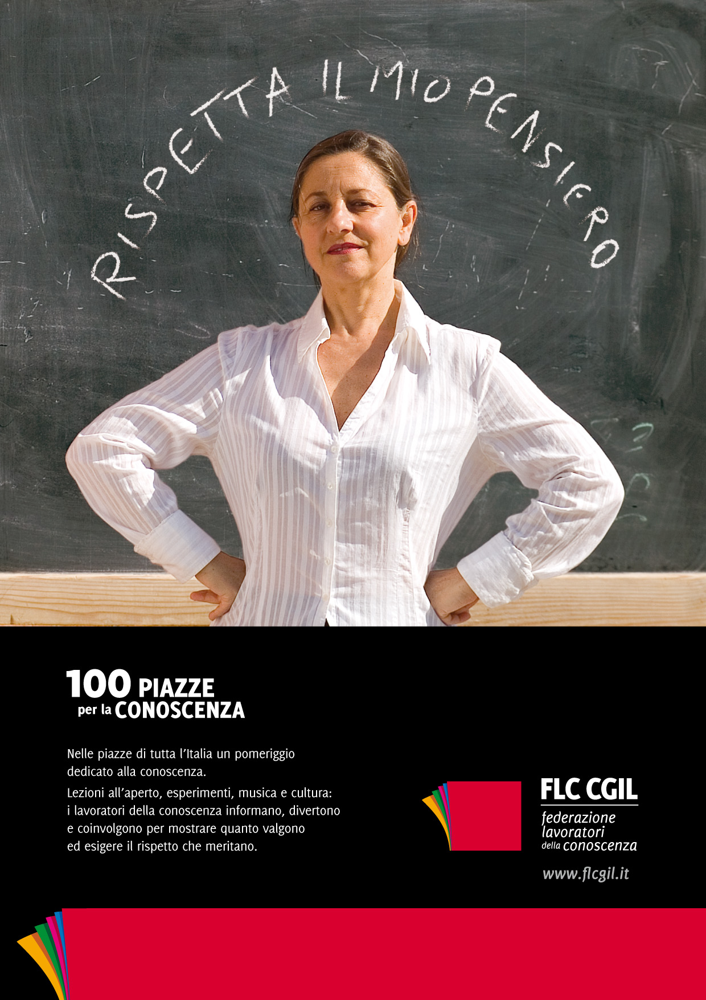 RISPETTA IL MIO PENSIERO
100 PIAZZE
per la CONOSCENZA
Nelle piazze di tutta l’Italia un pomeriggio
dedicato alla conoscenza.
Lezioni all’aperto, esperimenti, musica e cultura:
i lavoratori della conoscenza informano, divertono
e coinvolgono per mostrare quanto valgono
ed esigere il rispetto che meritano.
FLC CGIL
federazione
lavoratori
della conoscenza
www.flcgil.it